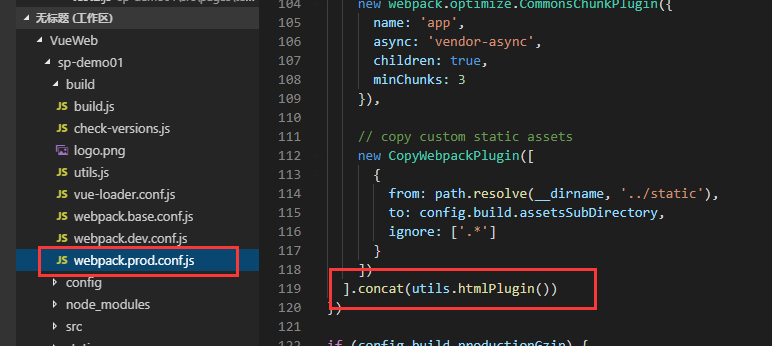 无标题 (工作区)
VueWeb
sp-demo01
build
JS build.js
JS check-versions.js
logo.png
JS utils.js
JS vue-loader.conf.js
JS webpack.base.conf.js
JS webpack.dev.conf.js
JS webpack.prod.conf.js
config
node_modules
src
104 new webpack.optimize.CommonsChunkPlugin({
105 name: 'app',
106 async: 'vendor-async',
107 children: true,
108 minChunks: 3
109 }),
110
111 // copy custom static assets
112 new CopyWebpackPlugin([
113 {
114 from: path.resolve(__dirname, '../static'),
115 to: config.build.assetsSubDirectory,
116 ignore: ['.*']
117 }
118 ])
119 ].concat(utils.htmlPlugin())
120 })
121
122 if (config.build.productionGzip) {